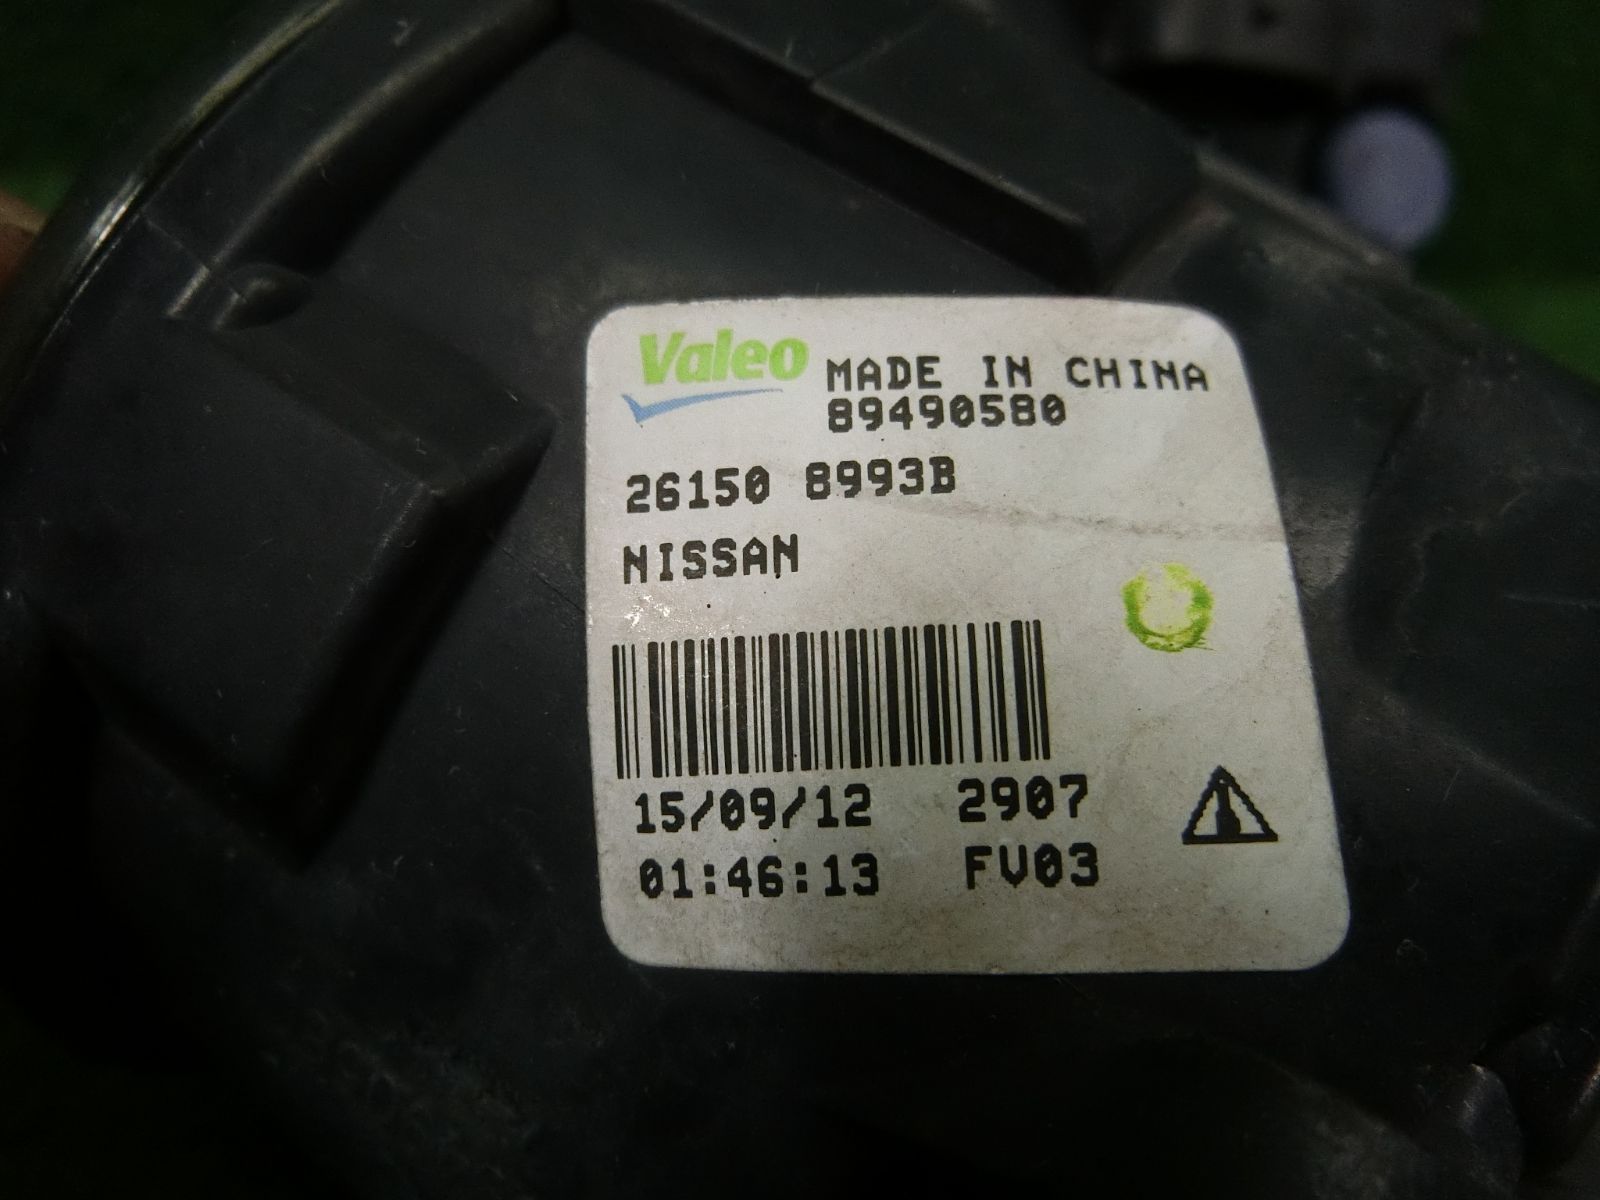 Valeo MADE IN CHINA
89490580
26150 8993B
NISSAN
15/09/12 2907
01:46:13 FV03